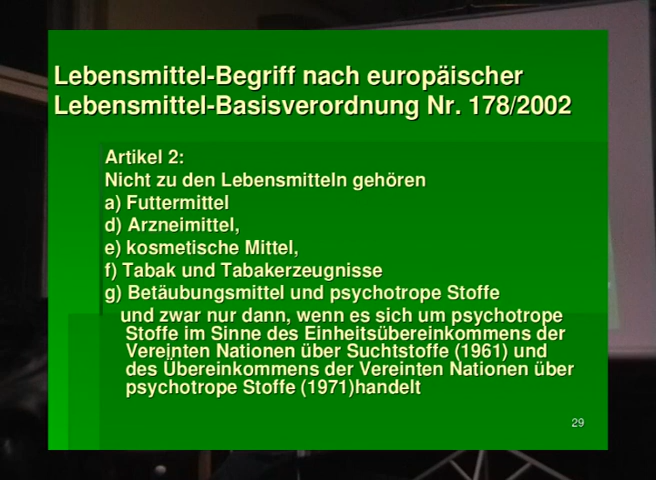 Lebensmittel-Begriff nach europäischer
Lebensmittel-Basisverordnung Nr. 178/2002
Artikel 2:
Nicht zu den Lebensmitteln gehören
a) Futtermittel
d) Arzneimittel,
e) kosmetische Mittel,
f) Tabak und Tabakerzeugnisse
g) Betäubungsmittel und psychotrope Stoffe
und zwar nur dann, wenn es sich um psychotrope
Stoffe im Sinne des Einheitsübereinkommens der
Vereinten Nationen über Suchtstoffe (1961) und
des Übereinkommens der Vereinten Nationen über
psychotrope Stoffe (1971)handelt
29